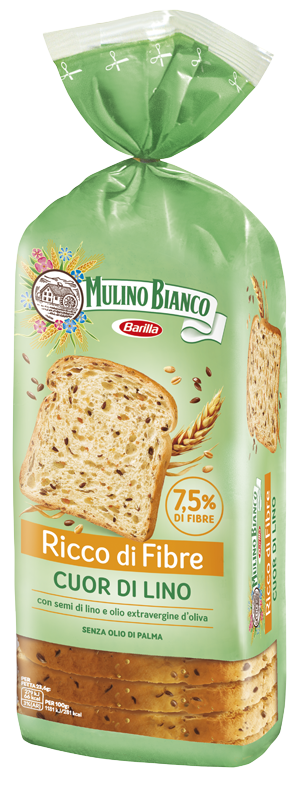 MULINO BIANCO
Barilla
7,5%
DI FIBRE
Ricco di Fibre
CUOR DI LINO
con semi di lino e olio extravergine d'oliva
SENZA OLIO DI PALMA
PER
PER 100g:
MULINO BIANCO
Ricco di Fibre
CUOR DI LINO